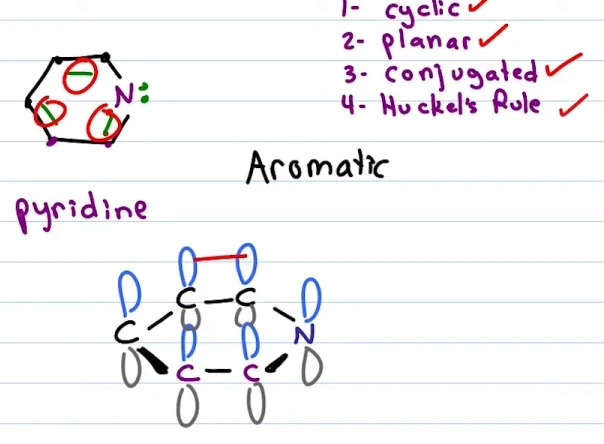 1- cyclic
2- planar
3- Conjugated
4- Huckel's Rule
N:
Aromatic
pyridine
C - C
C N
C - C